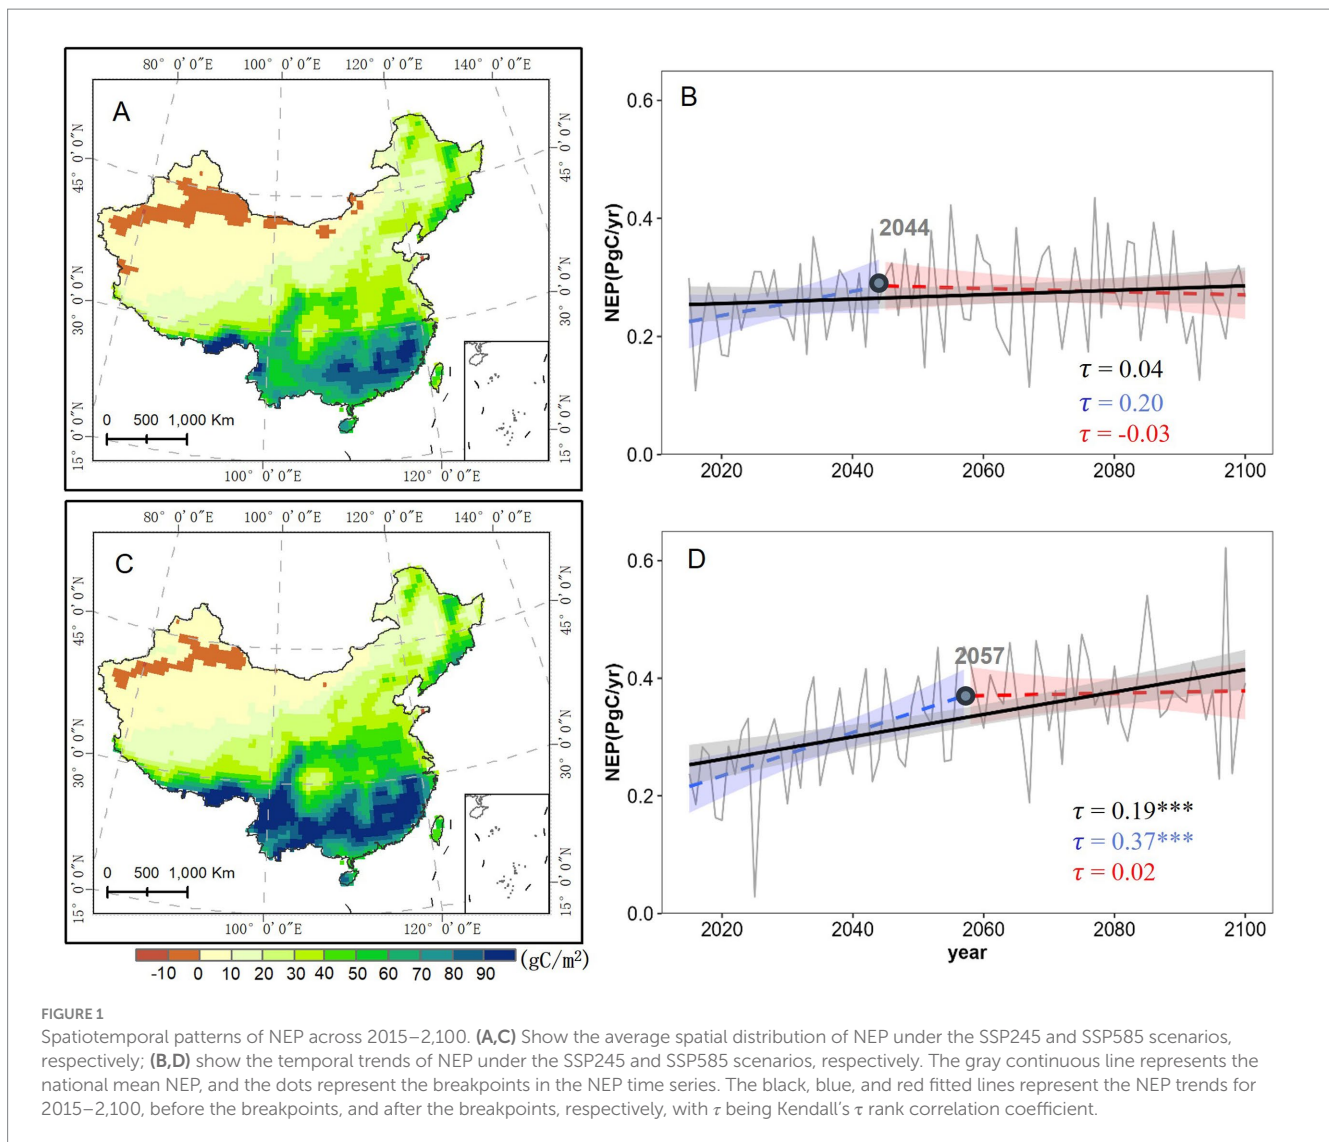 80° 0'0"E 100° 0'0"E 120° 0'0"E 140° 0'0"E
A
45° 0'0"N
30° 0'0"N
15° 0'0"N
45° 0'0"N
30° 0'0"N
15° 0'0"N
0 500 1,000 Km
100° 0'0"E 120° 0'0"E
B
NEP(PgC/yr)
0.6
0.4
0.2
0.0
2044
τ = 0.04
τ = 0.20
τ = -0.03
2020 2040 2060 2080 2100
80° 0'0"E 100° 0'0"E 120° 0'0"E 140° 0'0"E
C
45° 0'0"N
30° 0'0"N
15° 0'0"N
45° 0'0"N
30° 0'0"N
15° 0'0"N
0 500 1,000 Km
100° 0'0"E 120° 0'0"E
-10 0 10 20 30 40 50 60 70 80 90 (gC/m²)
D
NEP(PgC/yr)
0.6
0.4
0.2
0.0
2057
τ = 0.19***
τ = 0.37***
τ = 0.02
2020 2040 2060 2080 2100
year
FIGURE 1
Spatiotemporal patterns of NEP across 2015–2,100. (A,C) Show the average spatial distribution of NEP under the SSP245 and SSP585 scenarios,
respectively; (B,D) show the temporal trends of NEP under the SSP245 and SSP585 scenarios, respectively. The gray continuous line represents the
national mean NEP, and the dots represent the breakpoints in the NEP time series. The black, blue, and red fitted lines represent the NEP trends for
2015–2,100, before the breakpoints, and after the breakpoints, respectively, with τ being Kendall's τ rank correlation coefficient.